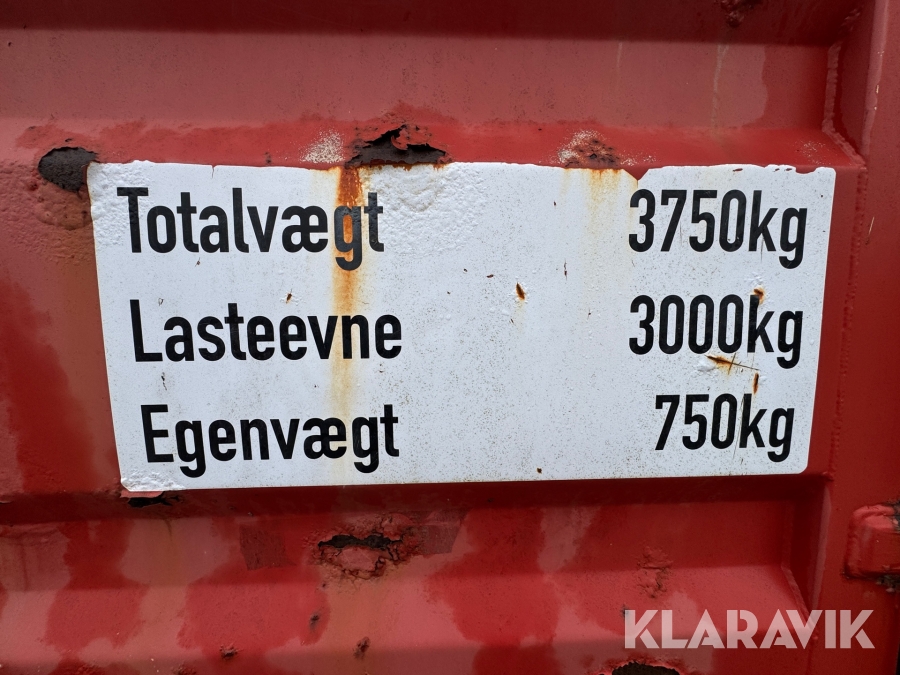 Totalvægt 3750kg
Lasteevne 3000kg
Egenvægt 750kg
KLARAVIK